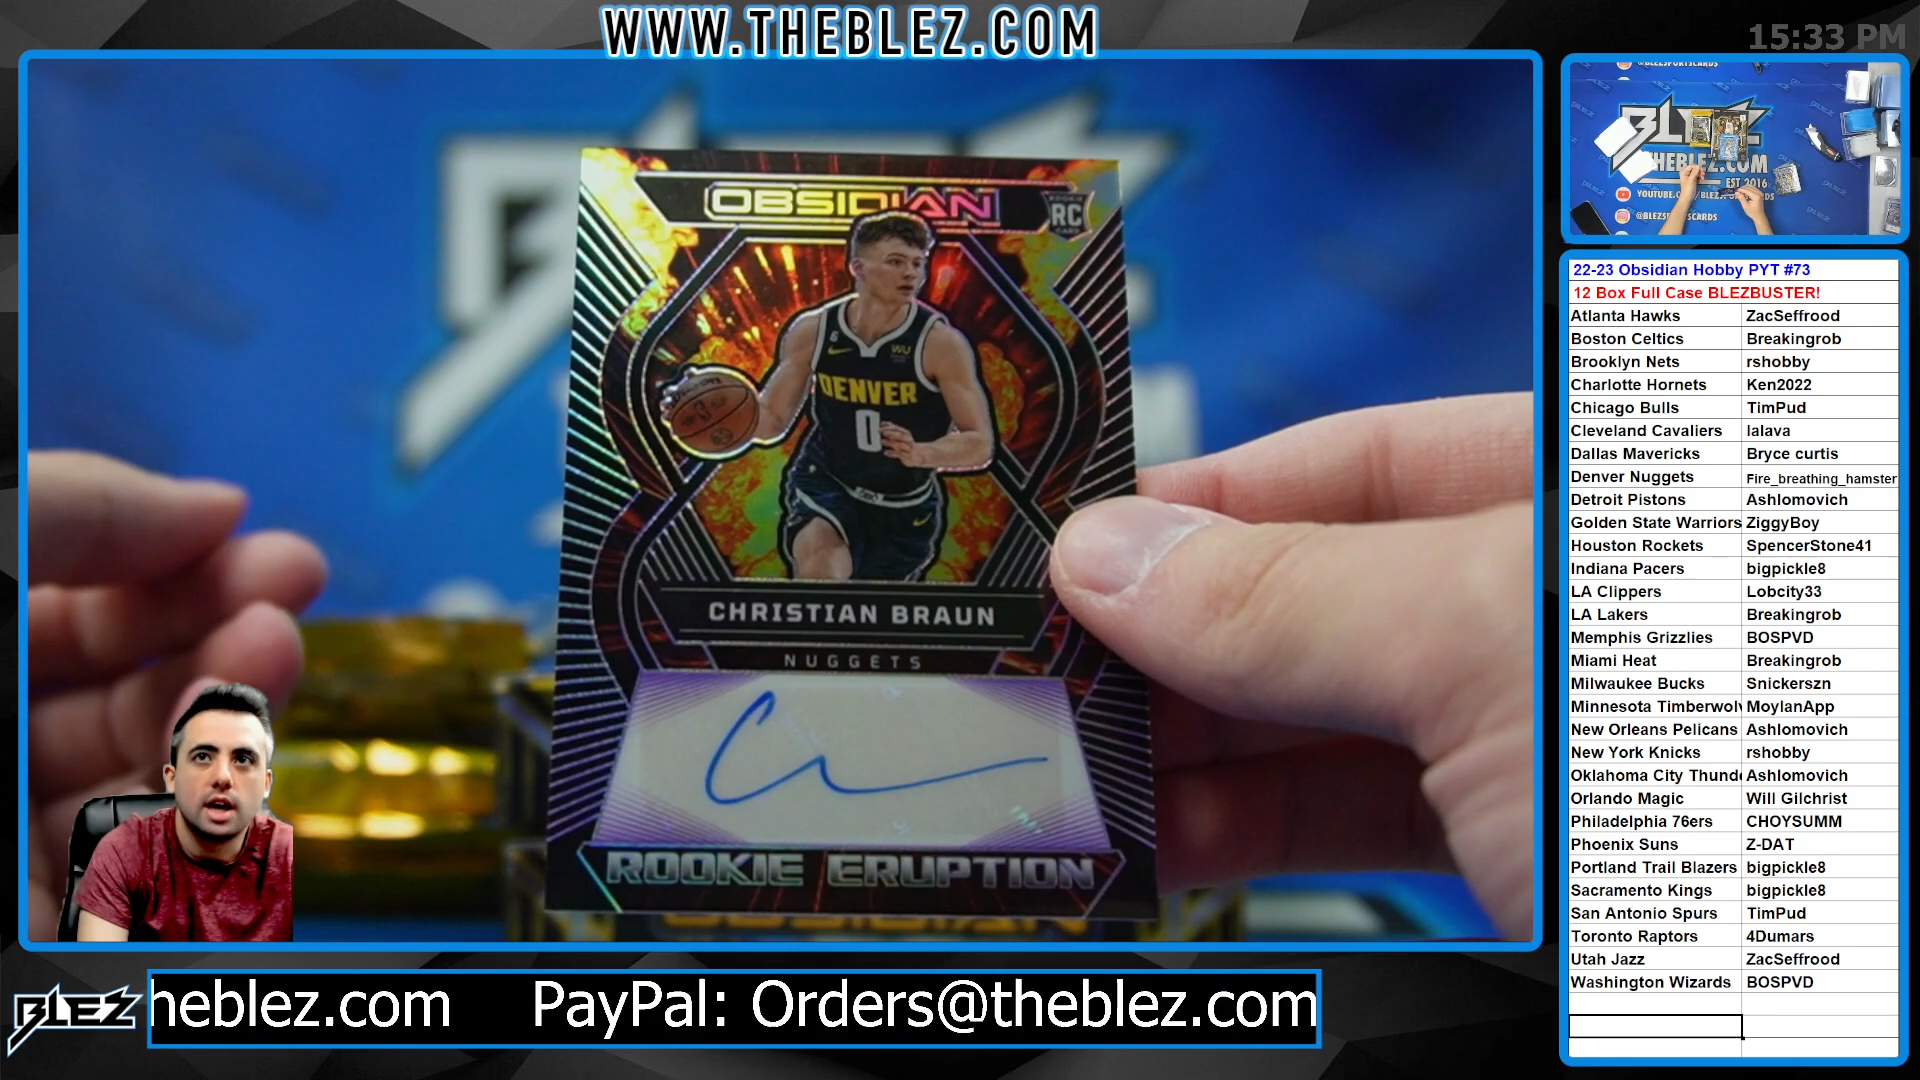 WWW.THEBLEZ.COM
15:33 PM
OBSIDIAN
ROOKIE
RC
CARD
WU
DENVER
0
CHRISTIAN BRAUN
NUGGETS
ROOKIE ERUPTION
@BLEZSPORTSCARDS
BLEZ
THEBLEZ.COM
EST 2016
22-23 Obsidian Hobby PYT #73
12 Box Full Case BLEZBUSTER!
Atlanta Hawks ZacSeffrood
Boston Celtics Breakingrob
Brooklyn Nets rshobby
Charlotte Hornets Ken2022
Chicago Bulls TimPud
Cleveland Cavaliers lalava
Dallas Mavericks Bryce curtis
Denver Nuggets Fire_breathing_hamster
Detroit Pistons Ashlomovich
Golden State Warriors ZiggyBoy
Houston Rockets SpencerStone41
Indiana Pacers bigpickle8
LA Clippers Lobcity33
LA Lakers Breakingrob
Memphis Grizzlies BOSPVD
Miami Heat Breakingrob
Milwaukee Bucks Snickerszn
Minnesota Timberwolv MoylanApp
New Orleans Pelicans Ashlomovich
New York Knicks rshobby
Oklahoma City Thunde Ashlomovich
Orlando Magic Will Gilchrist
Philadelphia 76ers CHOYSUMM
Phoenix Suns Z-DAT
Portland Trail Blazers bigpickle8
Sacramento Kings bigpickle8
San Antonio Spurs TimPud
Toronto Raptors 4Dumars
Utah Jazz ZacSeffrood
Washington Wizards BOSPVD
BLEZ
heblez.com PayPal: Orders@theblez.com